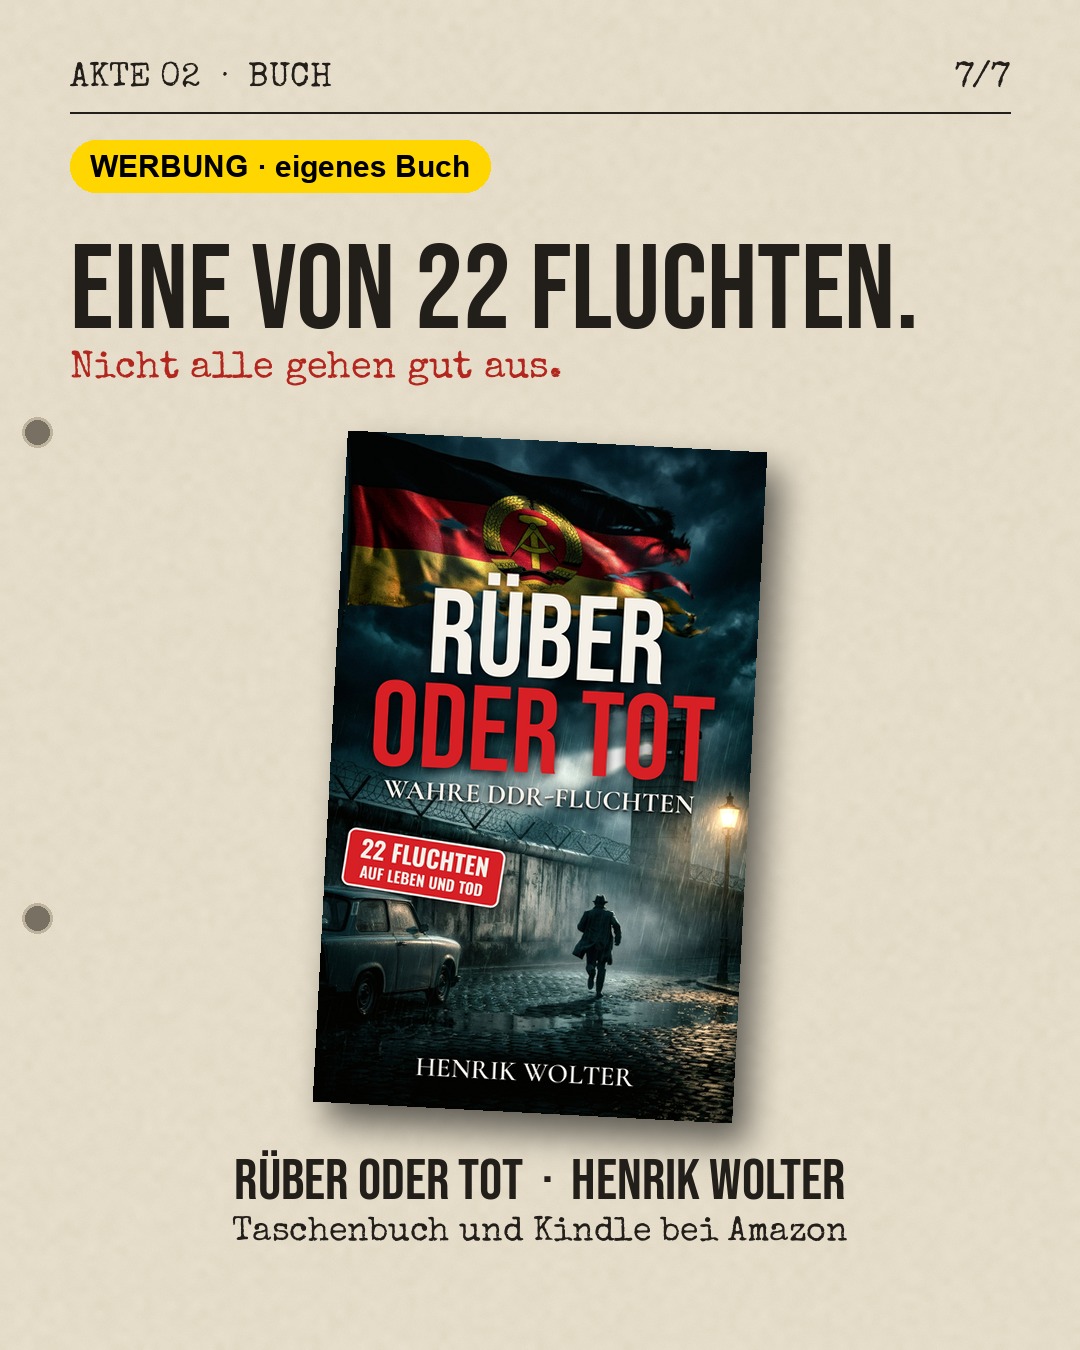 AKTE 02 · BUCH 7/7
WERBUNG · eigenes Buch
EINE VON 22 FLUCHTEN.
Nicht alle gehen gut aus.
RÜBER
ODER TOT
WAHRE DDR-FLUCHTEN
22 FLUCHTEN
AUF LEBEN UND TOD
HENRIK WOLTER
RÜBER ODER TOT · HENRIK WOLTER
Taschenbuch und Kindle bei Amazon